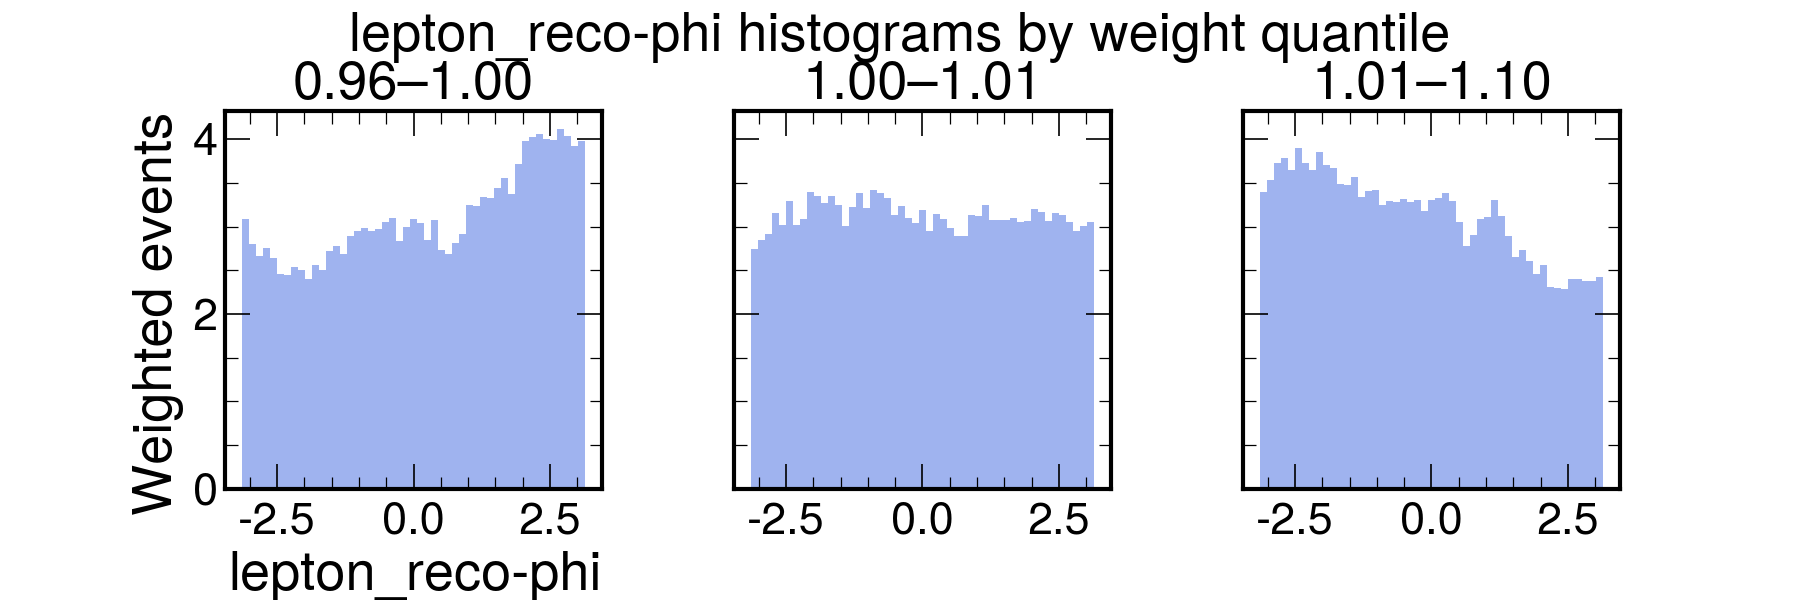 lepton_reco-phi histograms by weight quantile
0.96–1.00
1.00–1.01
1.01–1.10
Weighted events
4
2
0
-2.5 0.0 2.5
-2.5 0.0 2.5
-2.5 0.0 2.5
lepton_reco-phi